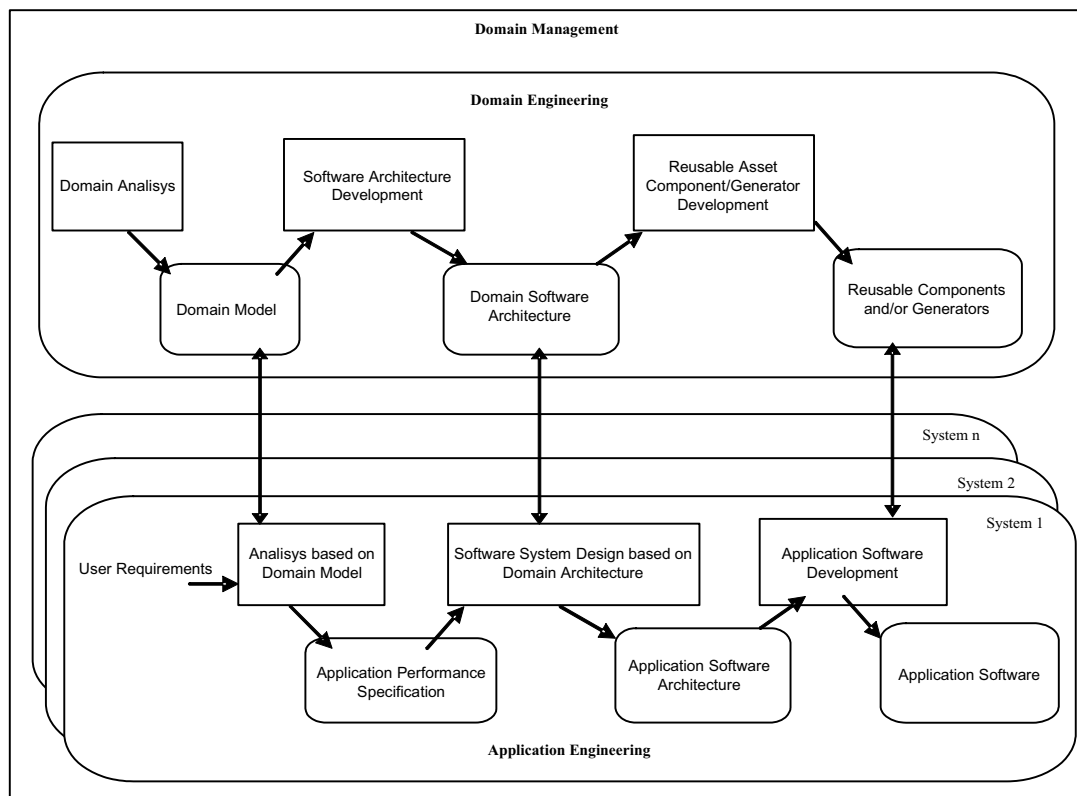 Domain Management
Domain Engineering
Domain Analisys
Software Architecture
Development
Reusable Asset
Component/Generator
Development
Domain Model
Domain Software
Architecture
Reusable Components
and/or Generators
System n
System 2
System 1
User Requirements
Analisys based on
Domain Model
Software System Design based on
Domain Architecture
Application Software
Development
Application Performance
Specification
Application Software
Architecture
Application Software
Application Engineering